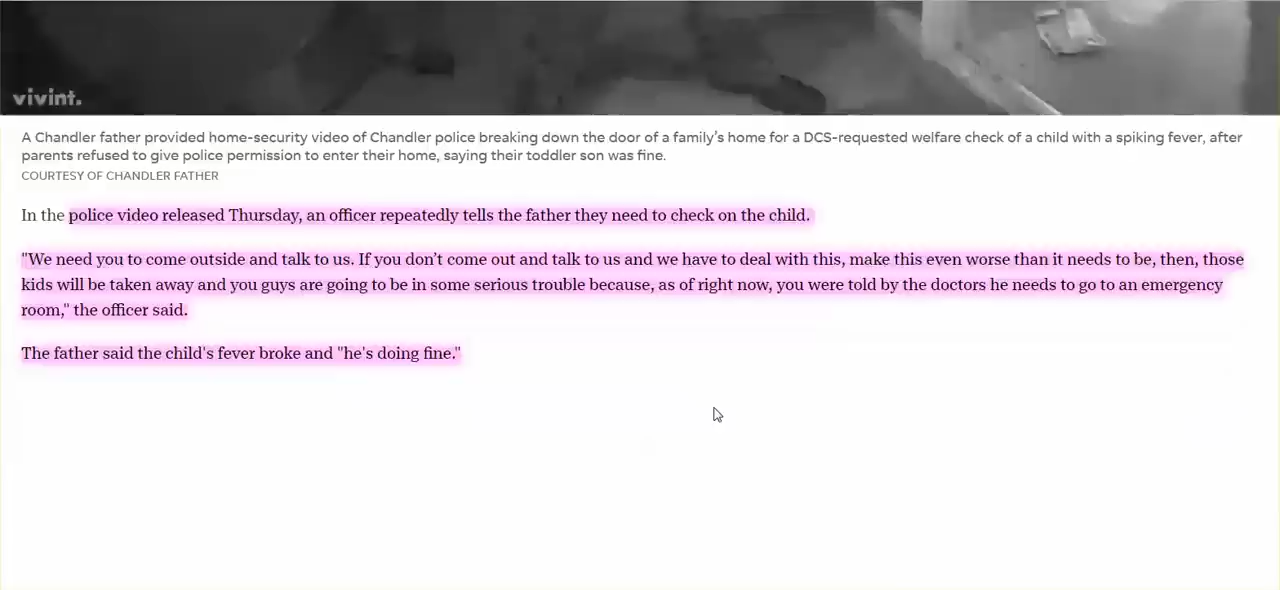 vivint.
A Chandler father provided home-security video of Chandler police breaking down the door of a family’s home for a DCS-requested welfare check of a child with a spiking fever, after
parents refused to give police permission to enter their home, saying their toddler son was fine.
COURTESY OF CHANDLER FATHER
In the police video released Thursday, an officer repeatedly tells the father they need to check on the child.
"We need you to come outside and talk to us. If you don’t come out and talk to us and we have to deal with this, make this even worse than it needs to be, then, those
kids will be taken away and you guys are going to be in some serious trouble because, as of right now, you were told by the doctors he needs to go to an emergency
room," the officer said.
The father said the child's fever broke and "he's doing fine."